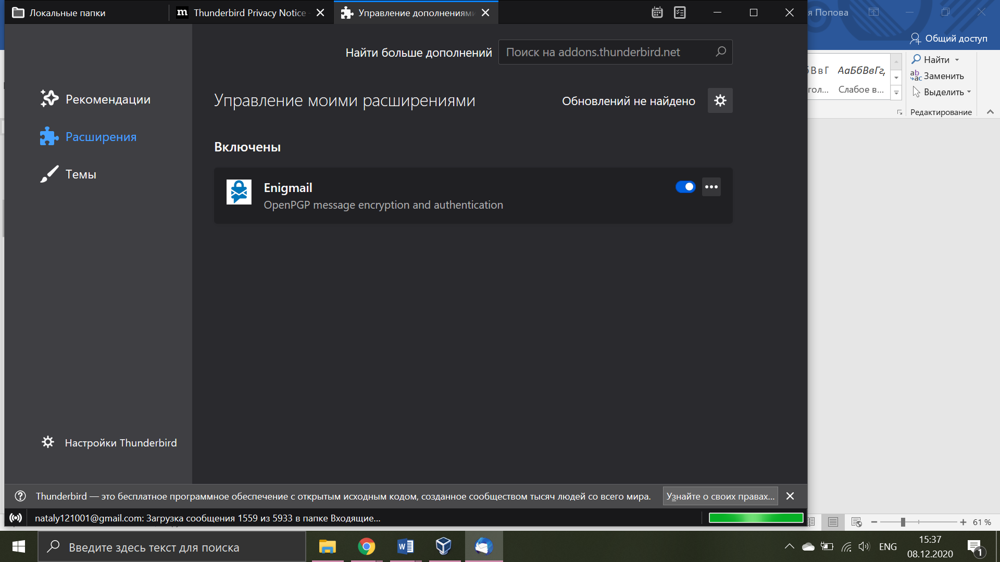 Локальные папки
m Thunderbird Privacy Notice
Управление дополнениями
я Попова
Общий доступ
Найти больше дополнений
Поиск на addons.thunderbird.net
АаБбВвГг,
Найти
ab
ac Заменить
гол...
Слабое в...
Выделить
Редактирование
Рекомендации
Расширения
Темы
Управление моими расширениями
Обновлений не найдено
Включены
Enigmail
OpenPGP message encryption and authentication
Настройки Thunderbird
Thunderbird — это бесплатное программное обеспечение с открытым исходным кодом, созданное сообществом тысяч людей со всего мира.
Узнайте о своих правах...
nataly121001@gmail.com: Загрузка сообщения 1559 из 5933 в папке Входящие...
61 %
Введите здесь текст для поиска
W
ENG
15:37
08.12.2020
1